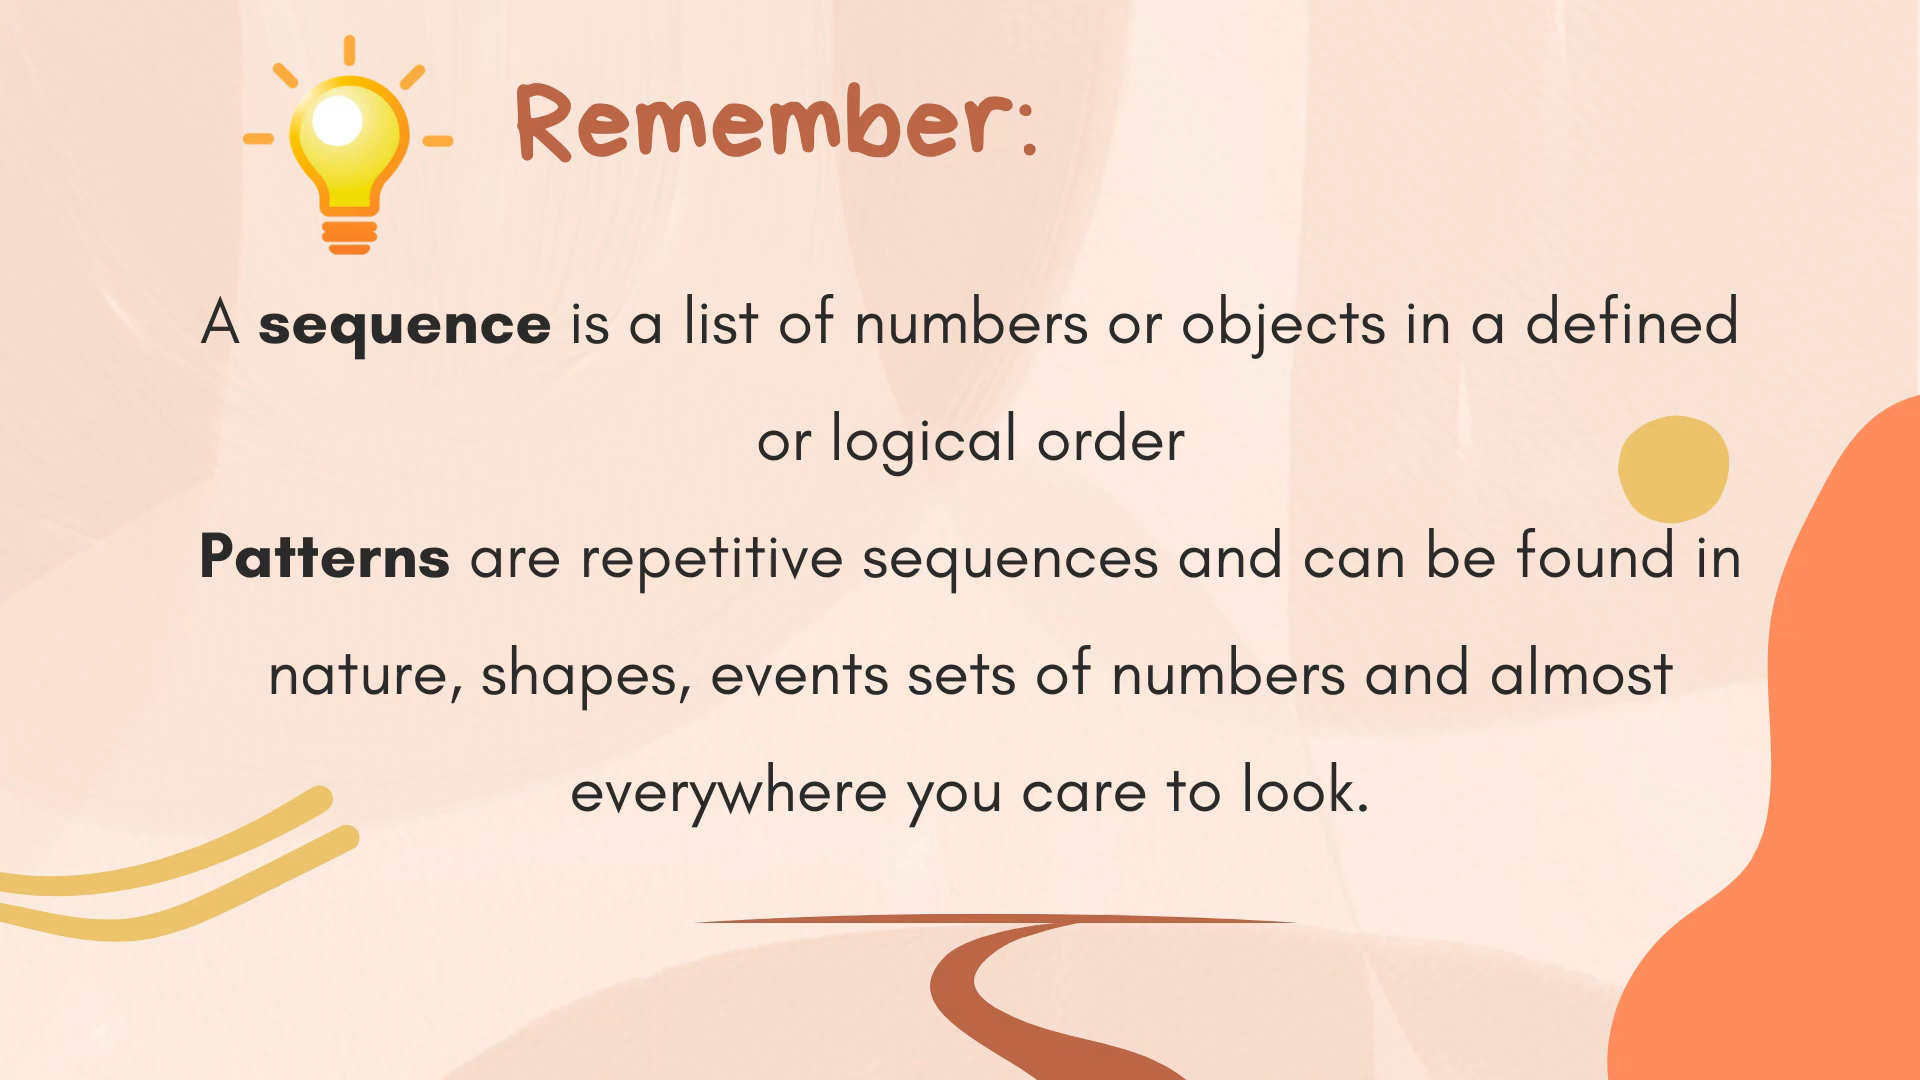 Remember:
A sequence is a list of numbers or objects in a defined
or logical order
Patterns are repetitive sequences and can be found in
nature, shapes, events sets of numbers and almost
everywhere you care to look.